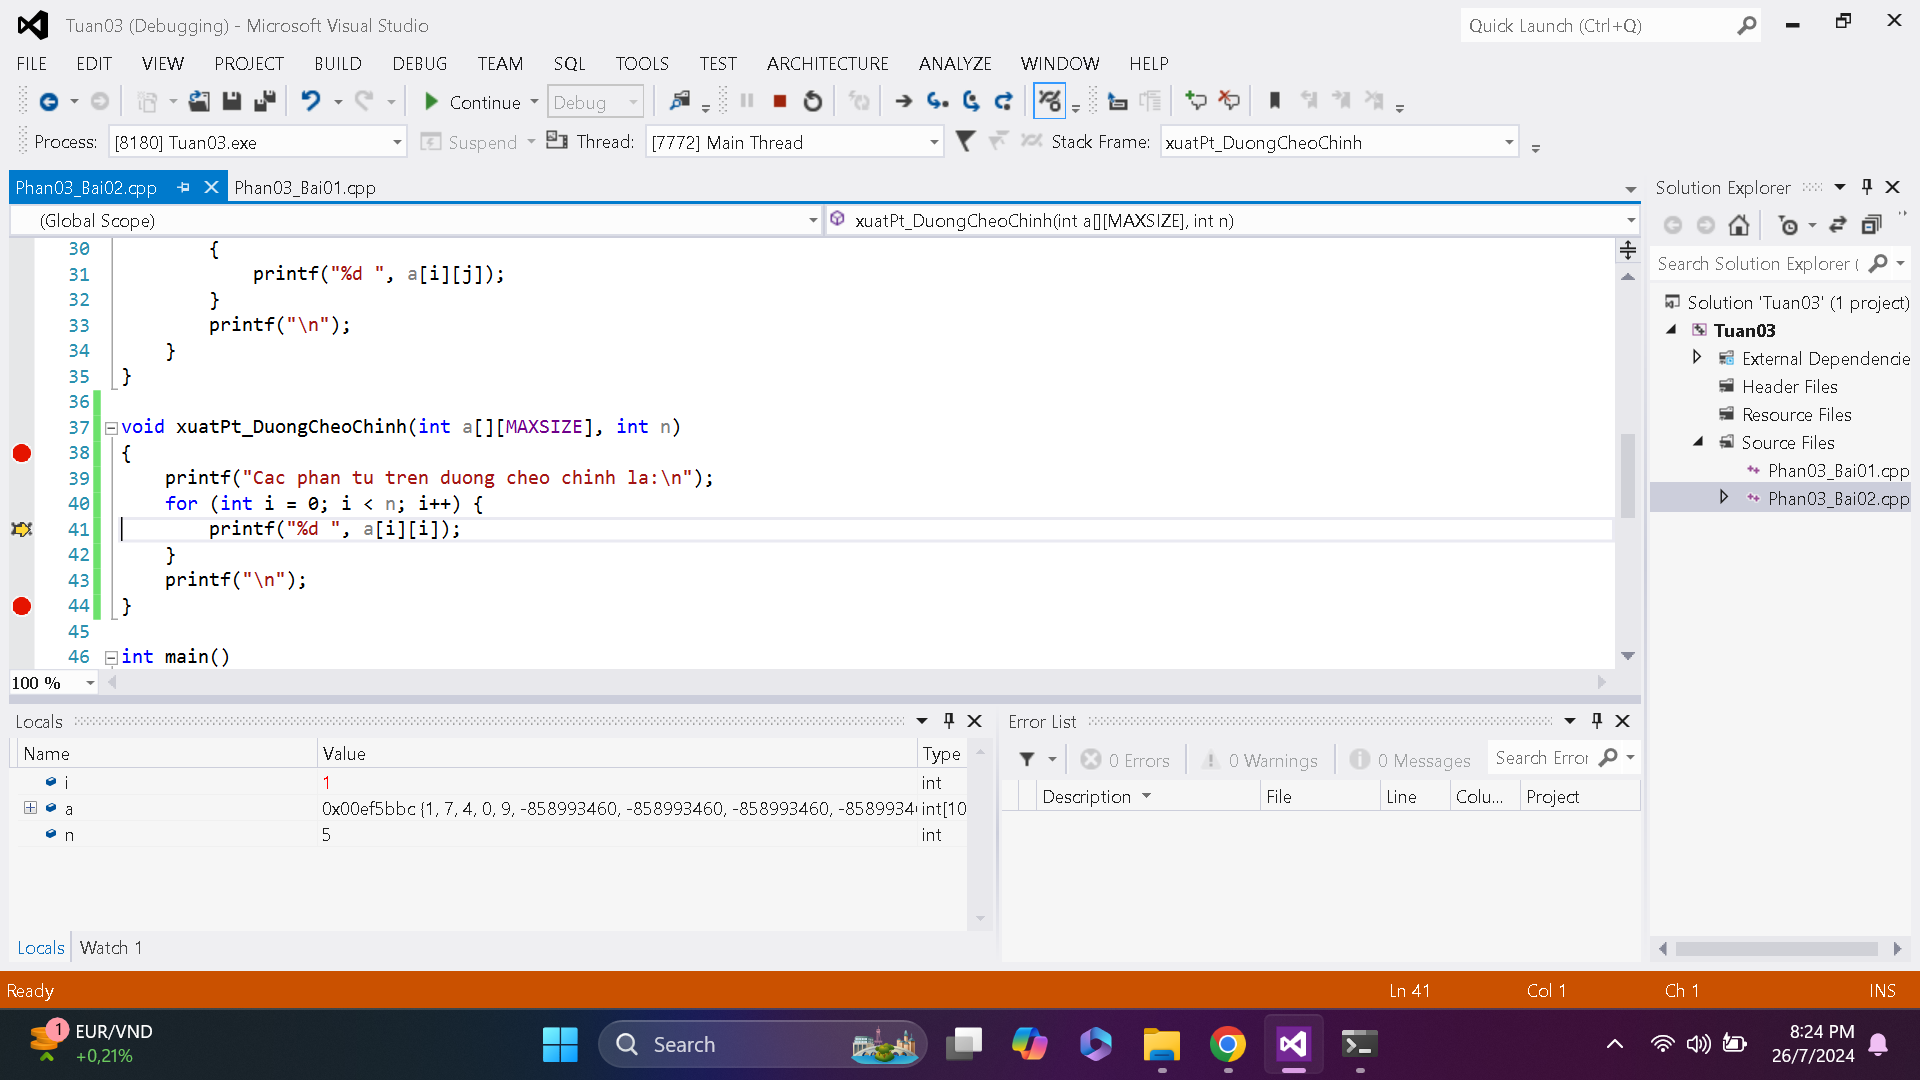 Tuan03 (Debugging) - Microsoft Visual Studio
Quick Launch (Ctrl+Q)
FILE EDIT VIEW PROJECT BUILD DEBUG TEAM SQL TOOLS TEST ARCHITECTURE ANALYZE WINDOW HELP
Continue Debug
Process: [8180] Tuan03.exe Suspend Thread: [7772] Main Thread Stack Frame: xuatPt_DuongCheoChinh
Phan03_Bai02.cpp Phan03_Bai01.cpp
(Global Scope) xuatPt_DuongCheoChinh(int a[][MAXSIZE], int n)
30 {
31 printf("%d ", a[i][j]);
32 }
33 printf("\n");
34 }
35 }
36
37 void xuatPt_DuongCheoChinh(int a[][MAXSIZE], int n)
38 {
39 printf("Cac phan tu tren duong cheo chinh la:\n");
40 for (int i = 0; i < n; i++) {
41 printf("%d ", a[i][i]);
42 }
43 printf("\n");
44 }
45
46 int main()
100 %
Solution Explorer
Search Solution Explorer (
Solution 'Tuan03' (1 project)
Tuan03
External Dependencie
Header Files
Resource Files
Source Files
Phan03_Bai01.cpp
Phan03_Bai02.cpp
Locals
Name Value Type
i 1 int
a 0x00ef5bbc {1, 7, 4, 0, 9, -858993460, -858993460, -858993460, -85899346 int[10
n 5 int
Locals Watch 1
Error List
0 Errors 0 Warnings 0 Messages Search Error
Description File Line Colu... Project
Ready Ln 41 Col 1 Ch 1 INS
1 EUR/VND
+0,21%
Search
8:24 PM
26/7/2024